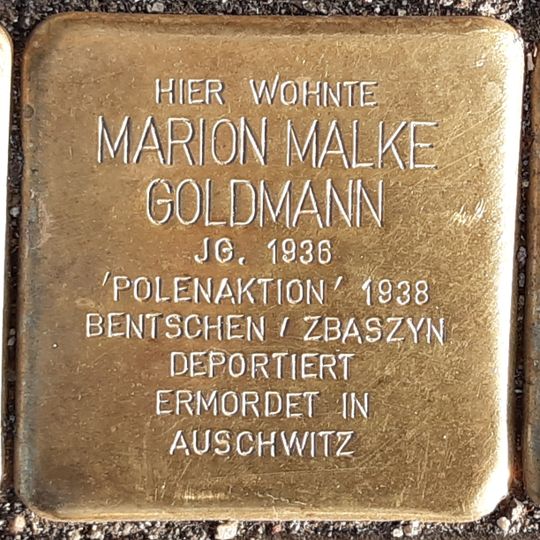 HIER WOHNTE
MARION MALKE
GOLDMANN
JG. 1936
'POLENAKTION' 1938
BENTSCHEN / ZBASZYN
DEPORTIERT
ERMORDET IN
AUSCHWITZ